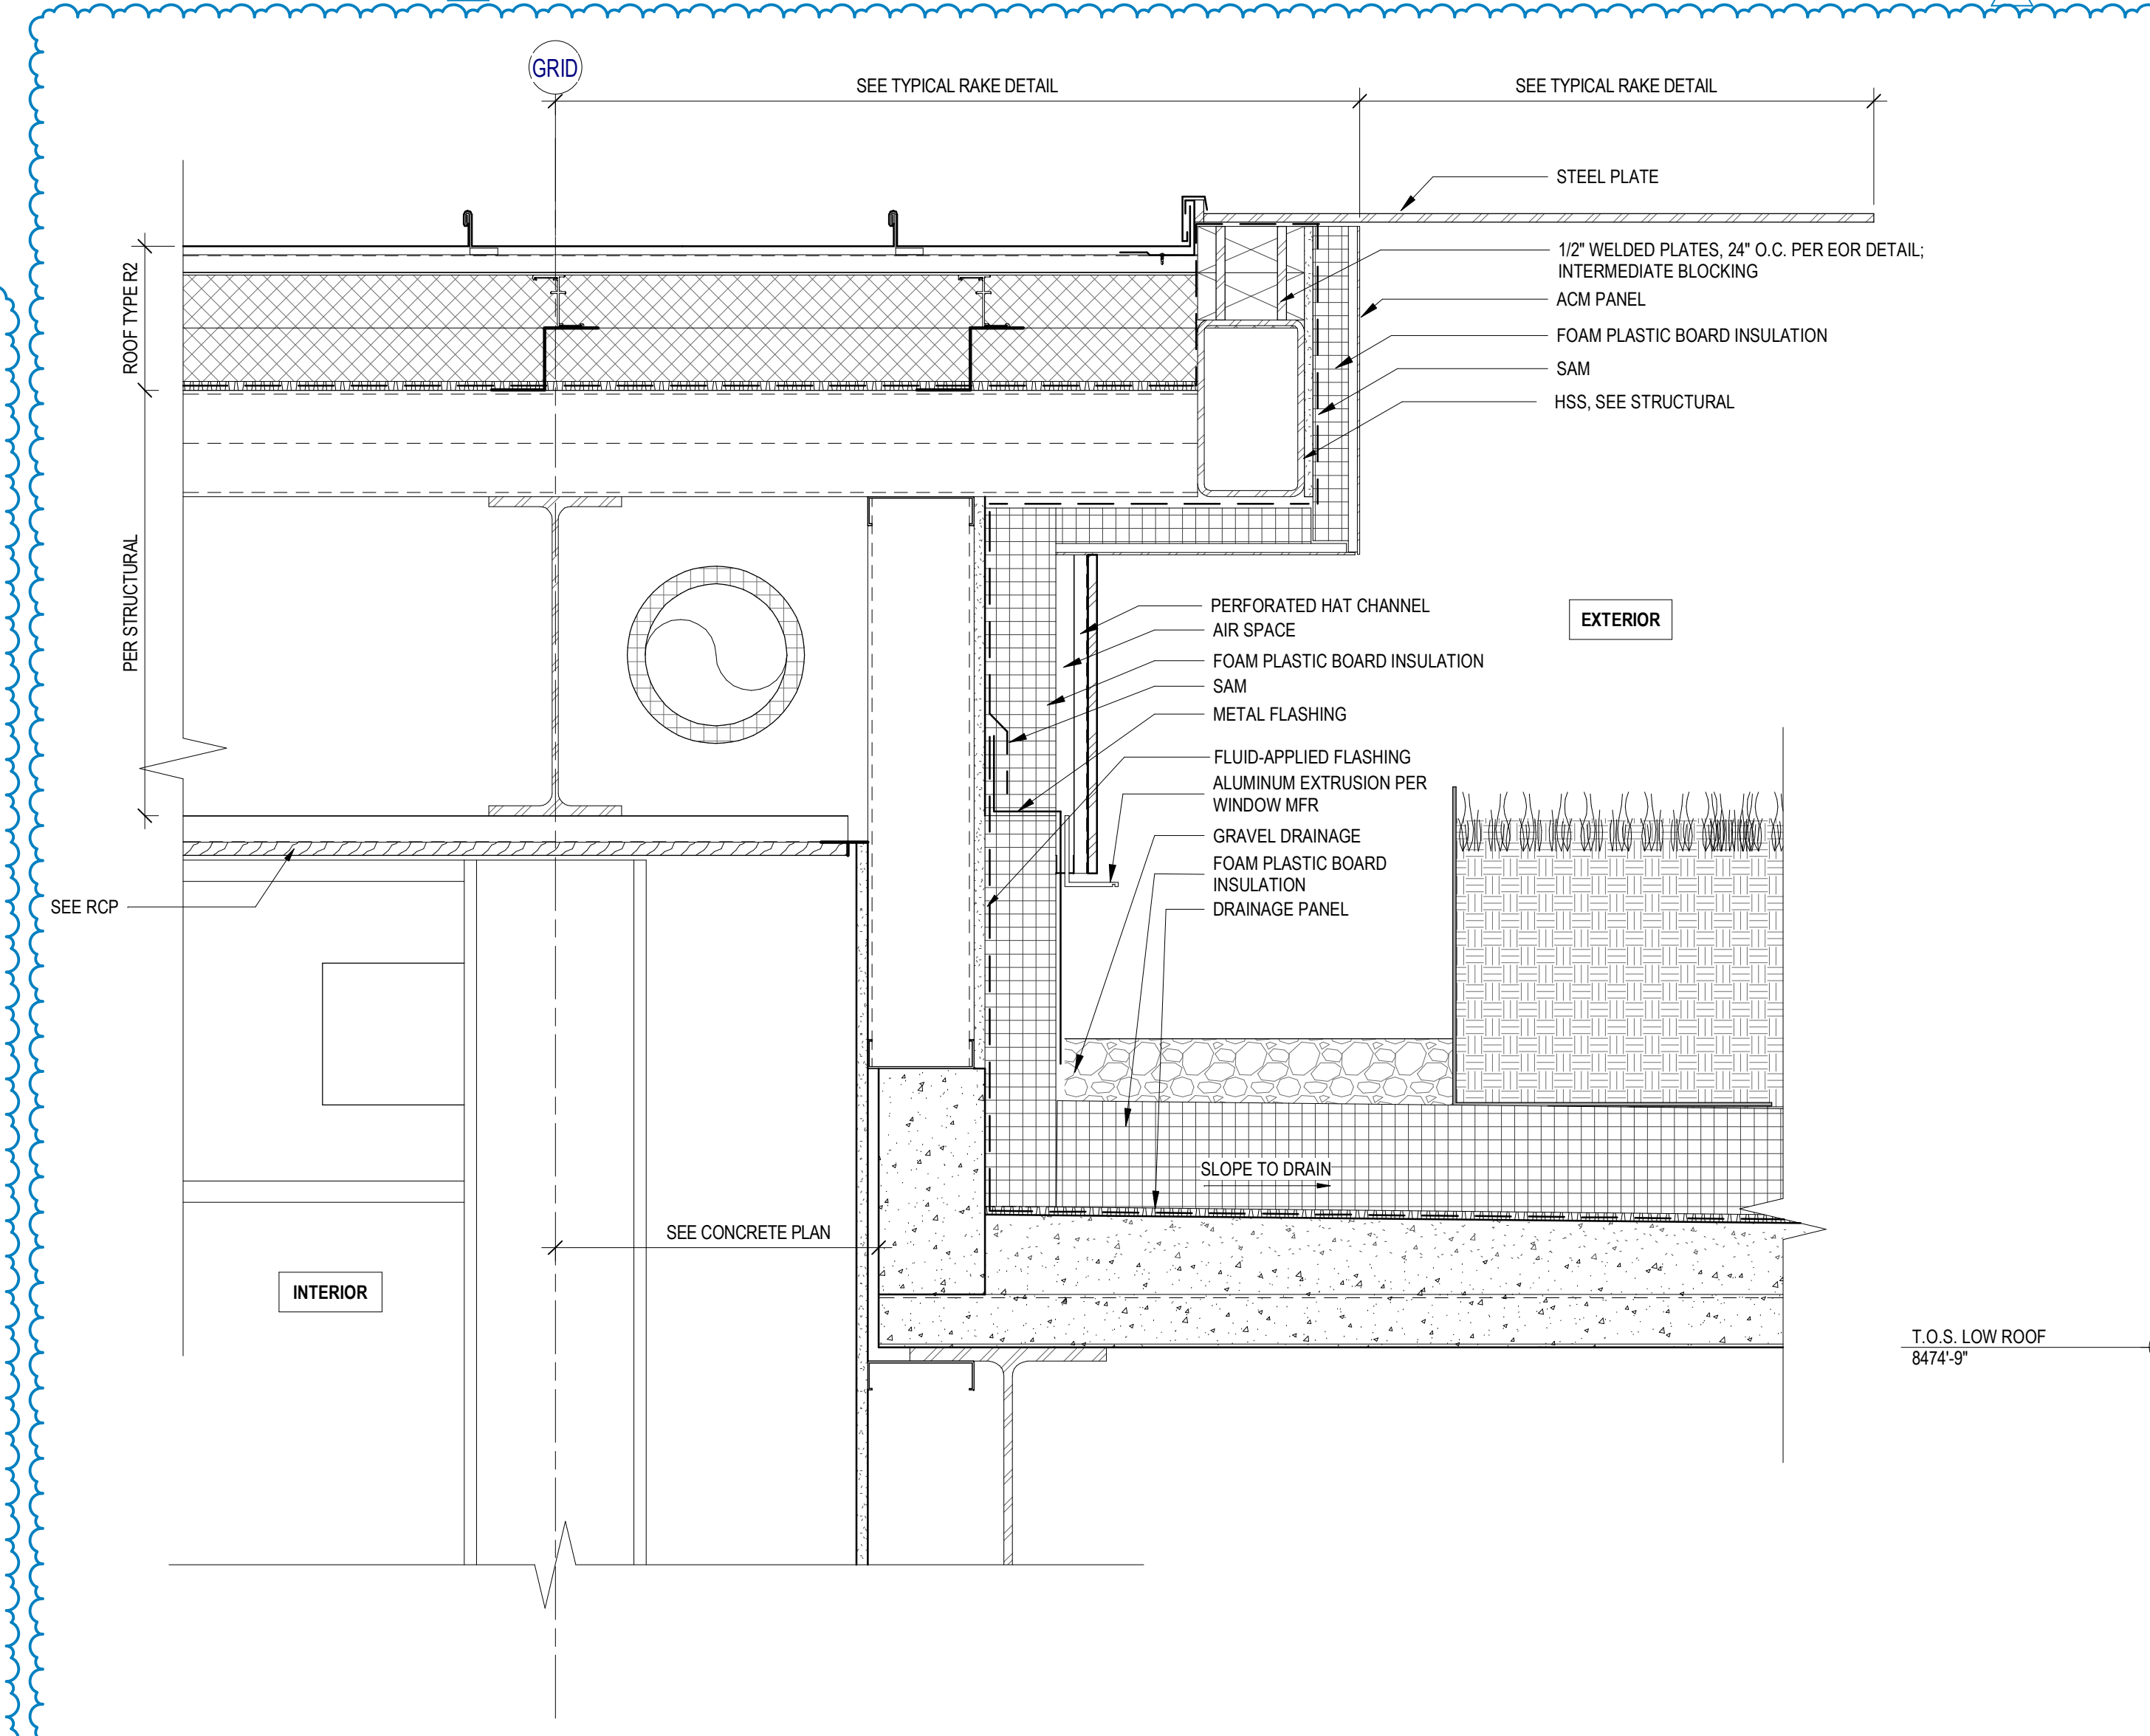 GRID
SEE TYPICAL RAKE DETAIL
SEE TYPICAL RAKE DETAIL
STEEL PLATE
1/2" WELDED PLATES, 24" O.C. PER EOR DETAIL;
INTERMEDIATE BLOCKING
ACM PANEL
FOAM PLASTIC BOARD INSULATION
SAM
HSS, SEE STRUCTURAL
ROOF TYPE R2
PER STRUCTURAL
PERFORATED HAT CHANNEL
AIR SPACE
FOAM PLASTIC BOARD INSULATION
SAM
METAL FLASHING
FLUID-APPLIED FLASHING
ALUMINUM EXTRUSION PER
WINDOW MFR
GRAVEL DRAINAGE
FOAM PLASTIC BOARD
INSULATION
DRAINAGE PANEL
EXTERIOR
SEE RCP
SLOPE TO DRAIN
SEE CONCRETE PLAN
INTERIOR
T.O.S. LOW ROOF
8474'-9"